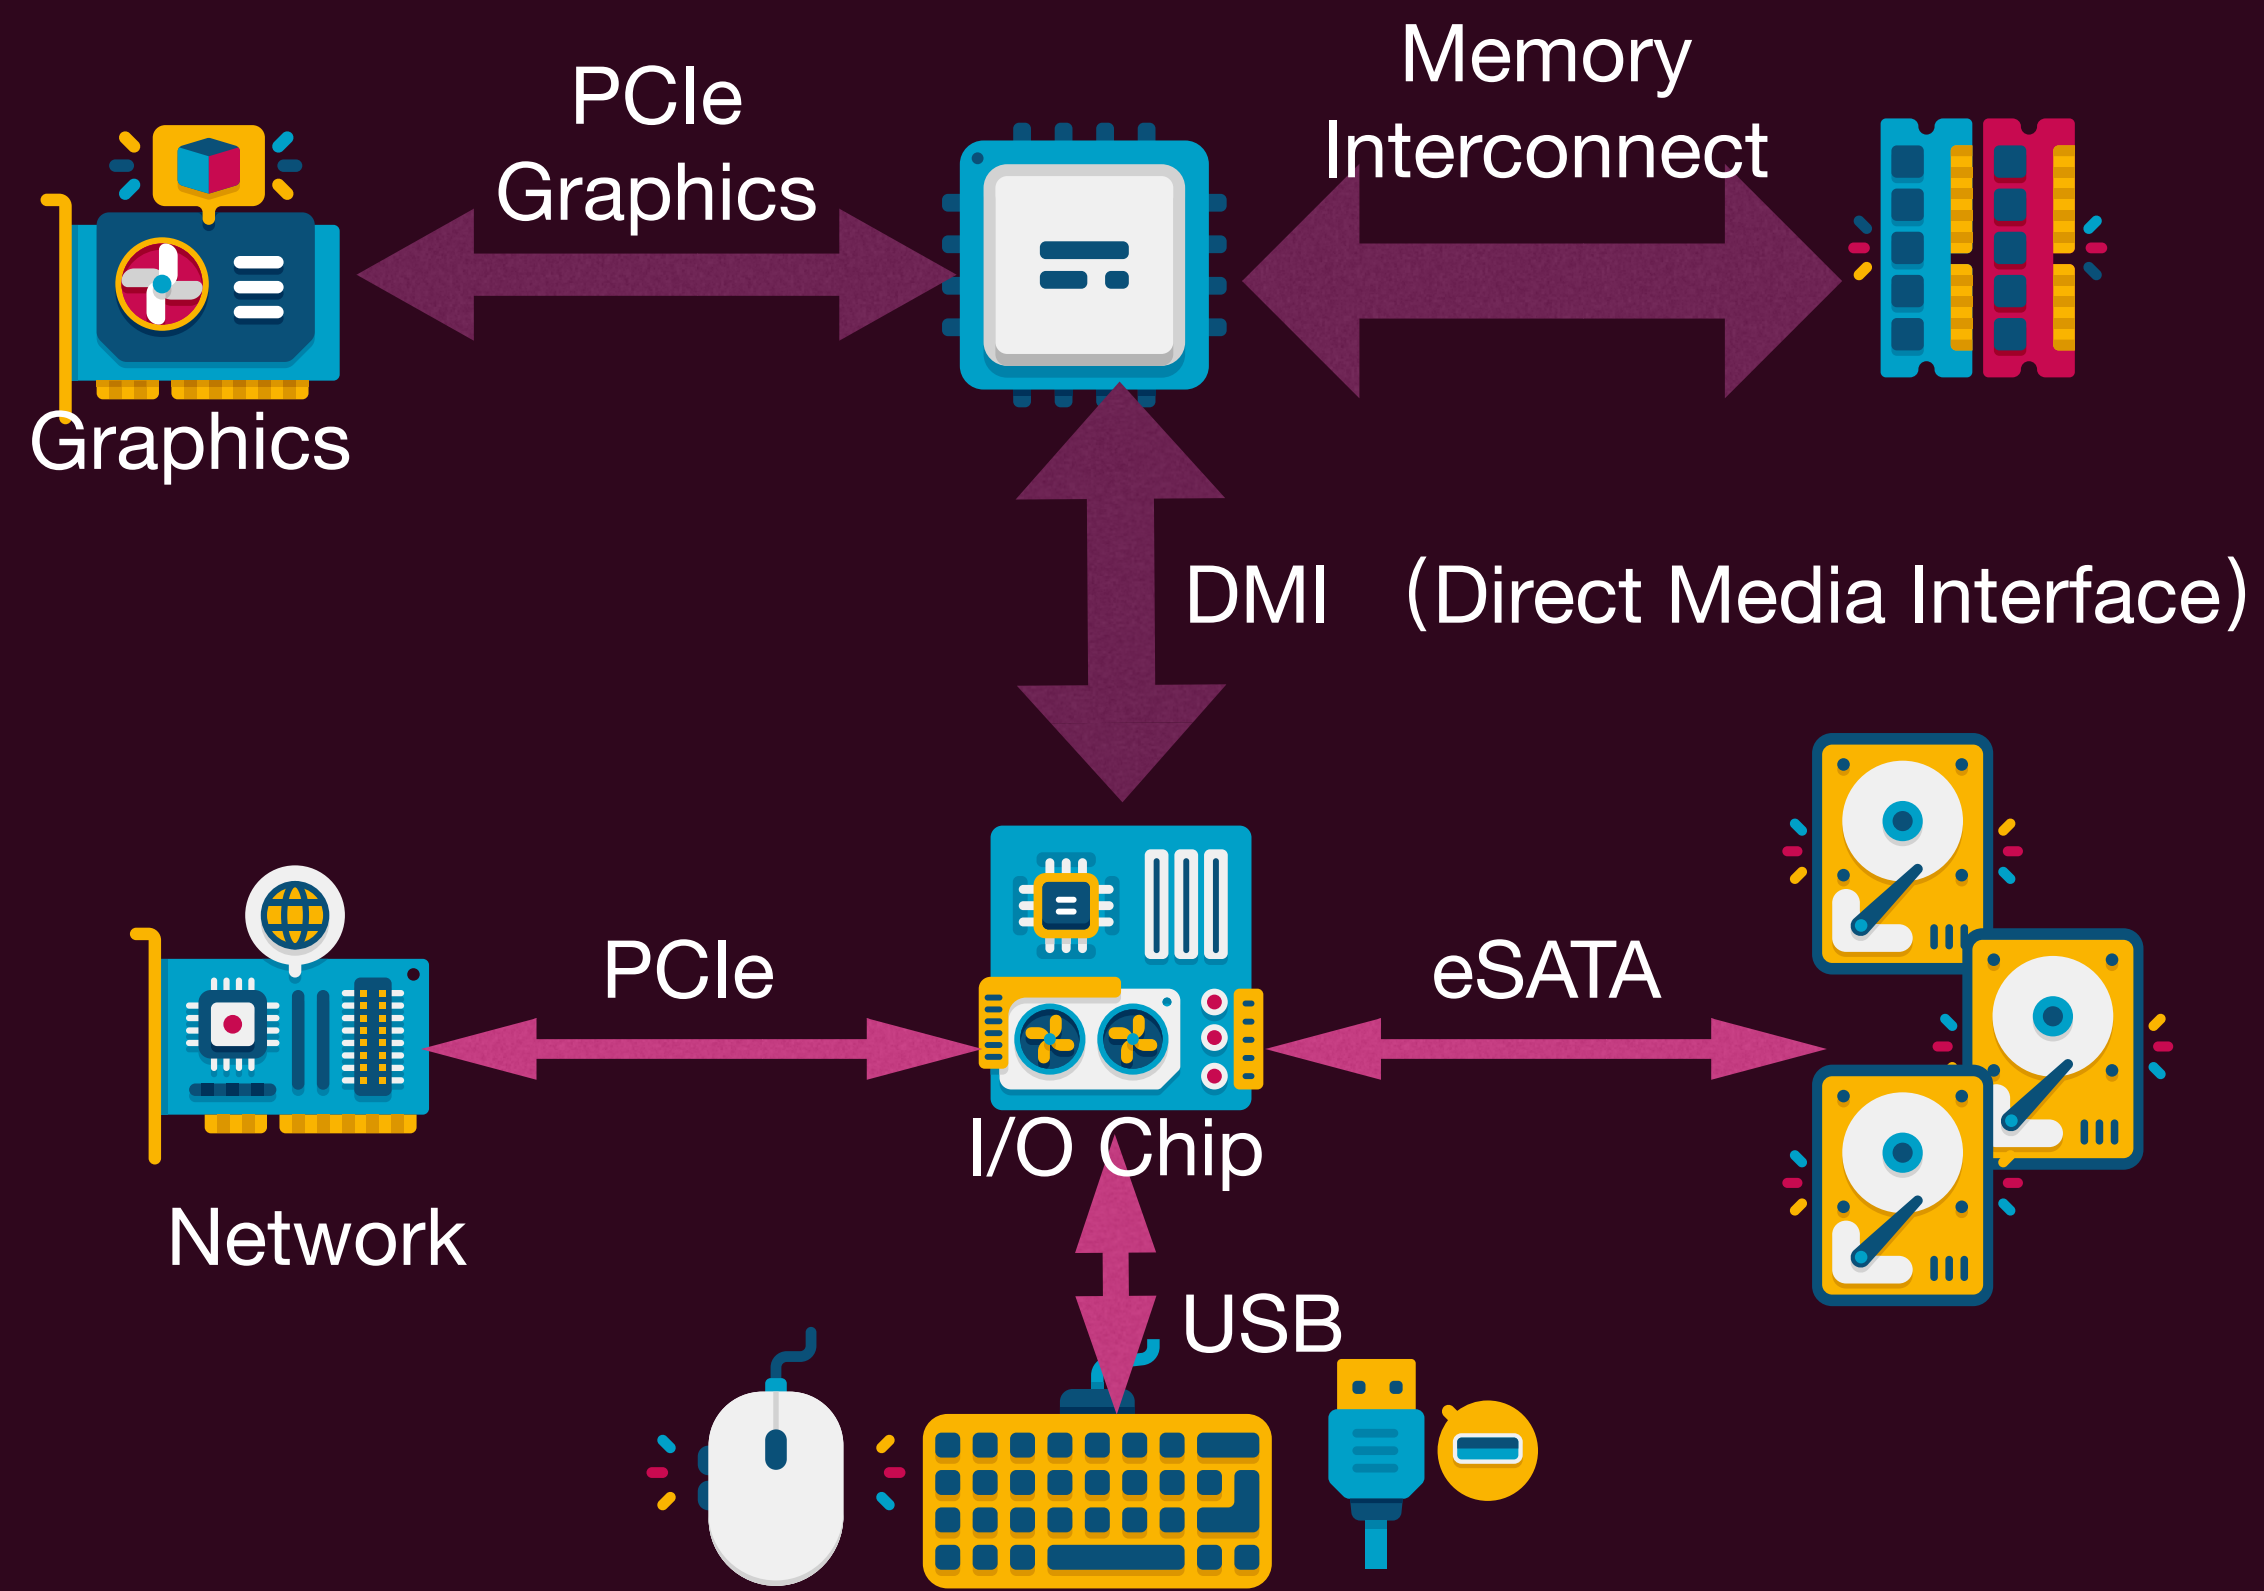 PCIe
Graphics
Memory
Interconnect
Graphics
DMI (Direct Media Interface)
PCIe
eSATA
I/O Chip
Network
USB